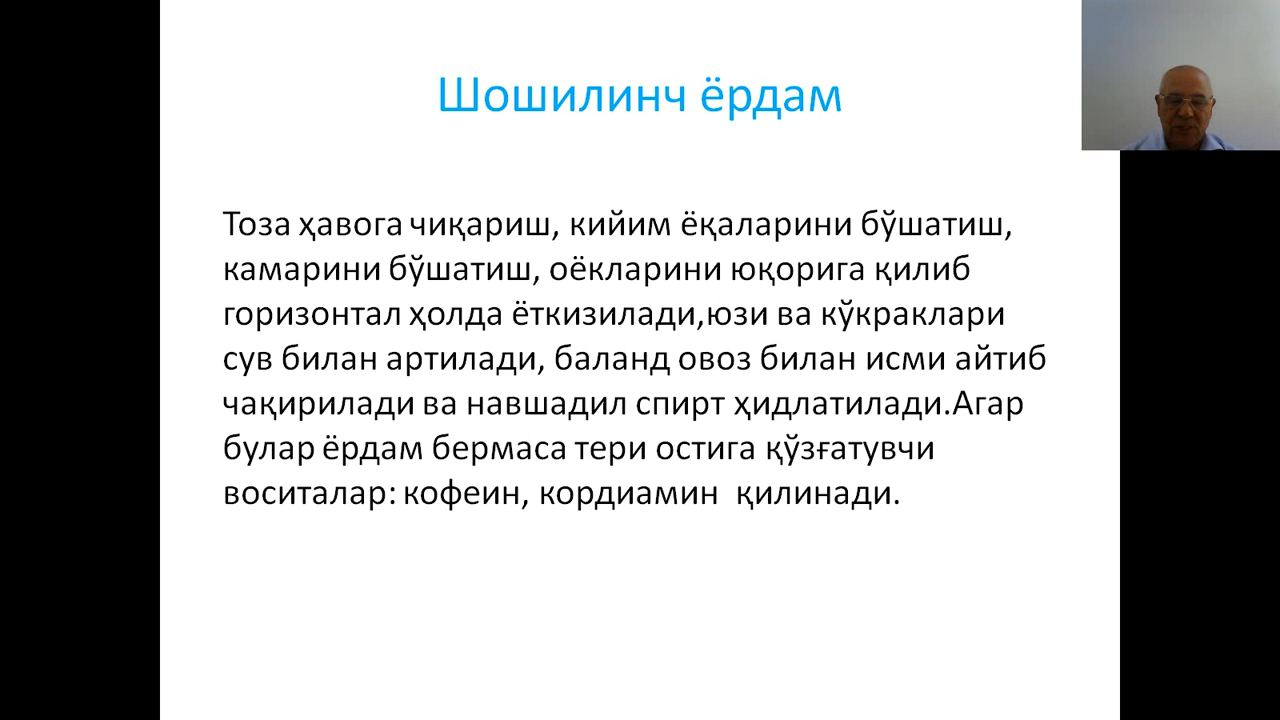 Шошилинч ёрдам
Тоза ҳавога чиқариш, кийим ёқаларини бўшатиш,
камарини бўшатиш, оёкларини юқорига қилиб
горизонтал ҳолда ёткизилади,юзи ва кўкраклари
сув билан артилади, баланд овоз билан исми айтиб
чақирилади ва навшадил спирт ҳидлатилади.Агар
булар ёрдам бермаса тери остига қўзғатувчи
воситалар: кофеин, кордиамин  қилинади.